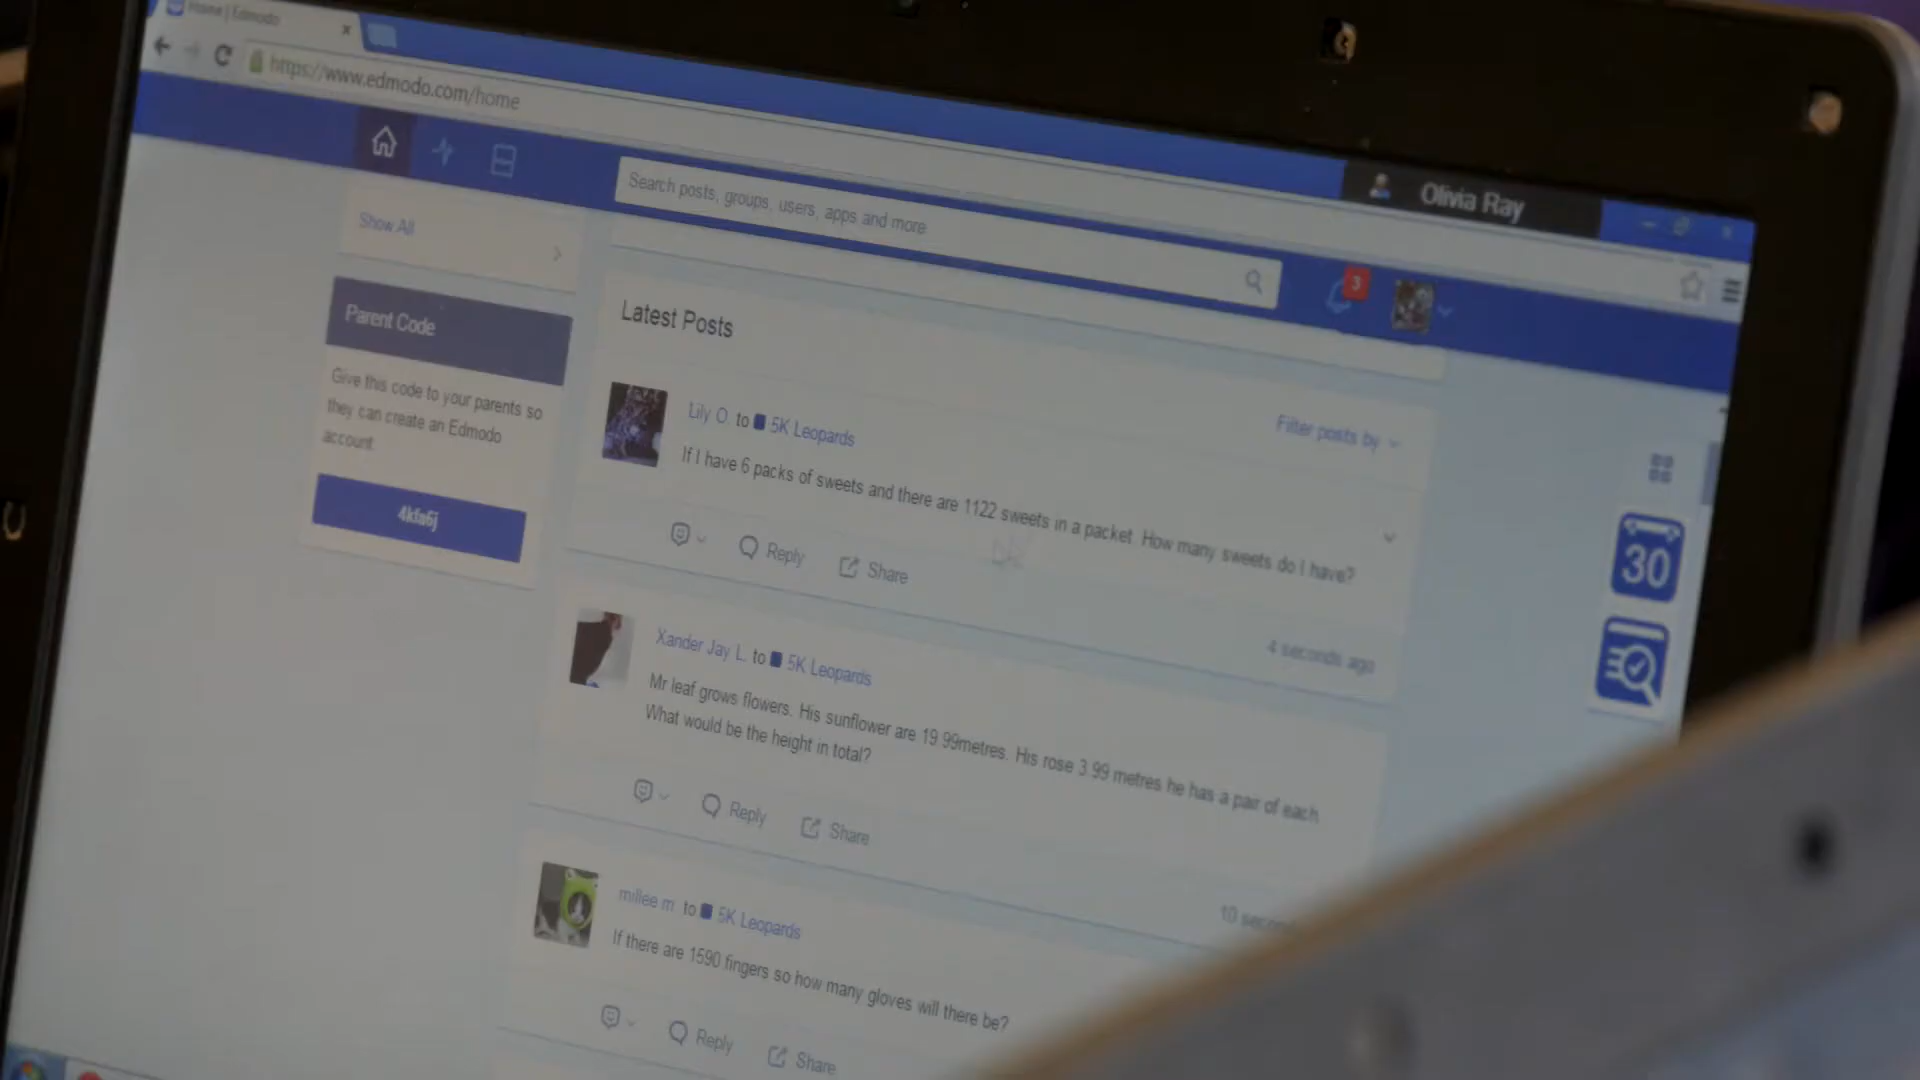 Home | Edmodo
https://www.edmodo.com/home
Olivia Ray
Search posts, groups, users, apps and more
3
Show All
Parent Code
Give this code to your parents so
they can create an Edmodo
account.
4kfa6j
Latest Posts
Filter posts by
Lily O. to 5K Leopards
If I have 6 packs of sweets and there are 1122 sweets in a packet. How many sweets do I have?
Reply Share
4 seconds ago
30
Xander Jay L. to 5K Leopards
Mr leaf grows flowers. His sunflower are 19.99metres. His rose 3.99 metres he has a pair of each
What would be the height in total?
Reply Share
10
millee m. to 5K Leopards
If there are 1590 fingers so how many gloves will there be?
Reply Share